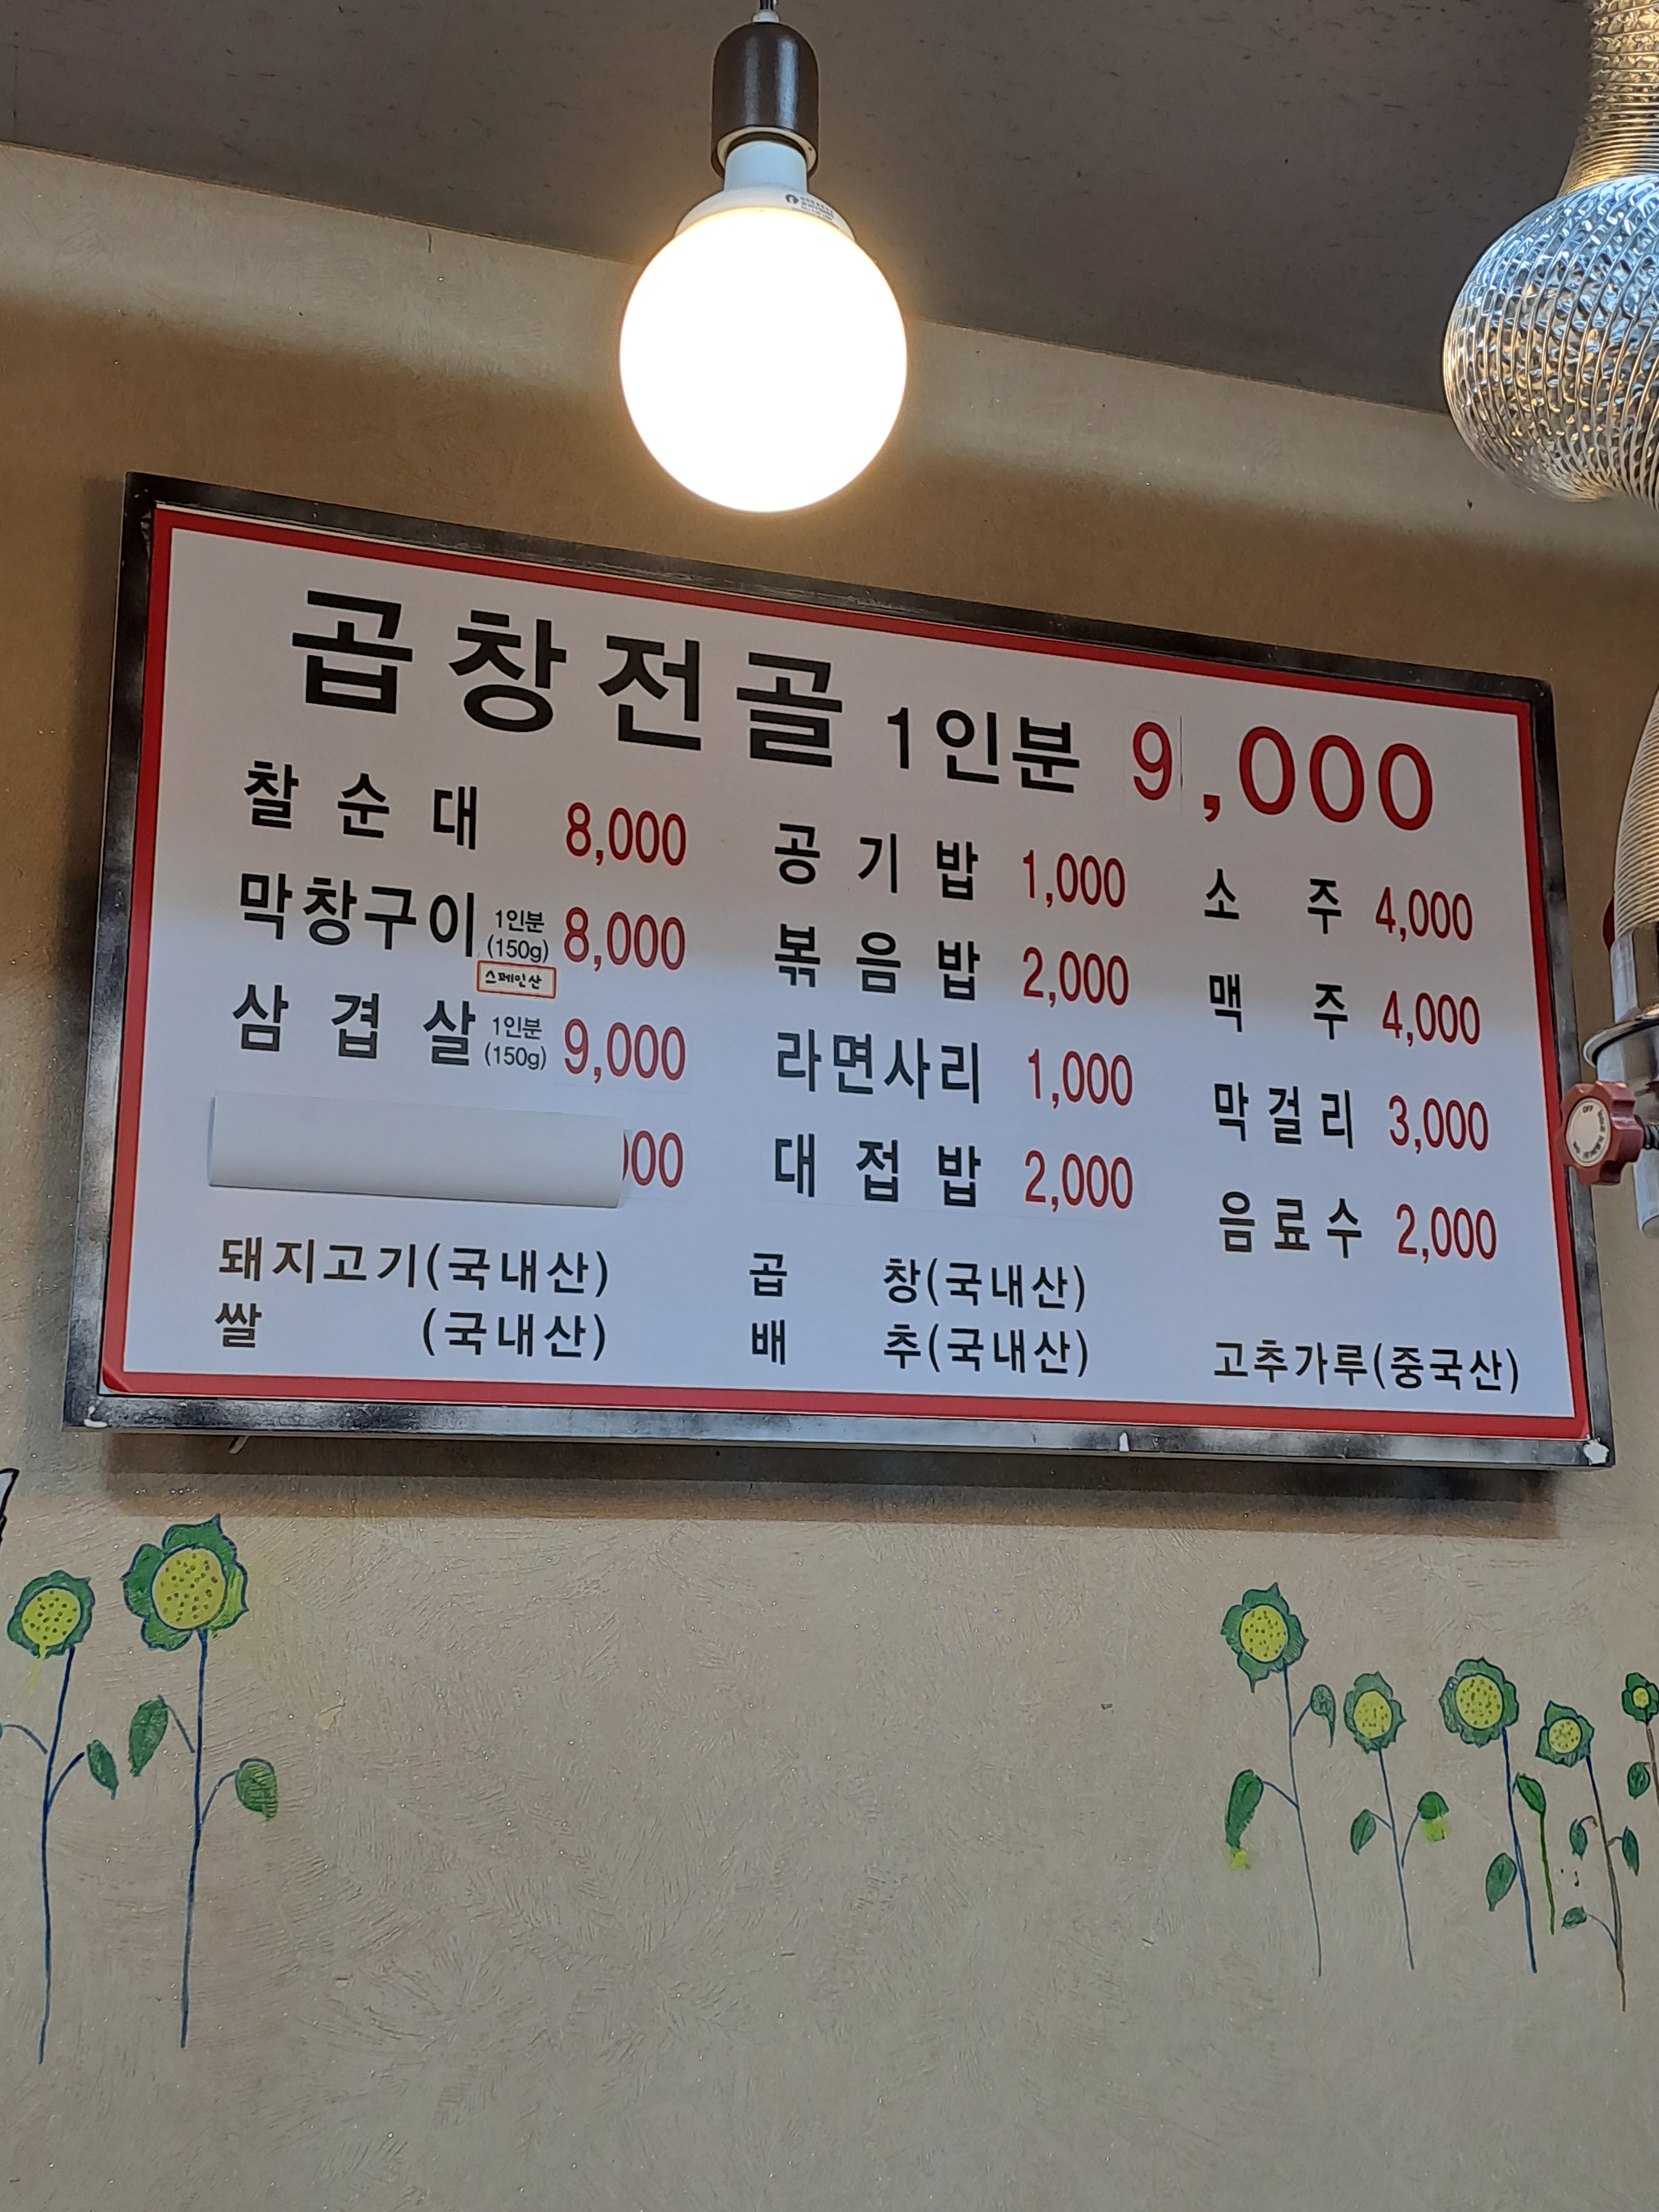 곱창전골 1인분 9,000
찰순대 8,000
막창구이 1인분 (150g) 8,000
스페인산
삼겹살 1인분 (150g) 9,000
00
공기밥 1,000
볶음밥 2,000
라면사리 1,000
대접밥 2,000
소주 4,000
맥주 4,000
막걸리 3,000
음료수 2,000
돼지고기(국내산) 곱창(국내산)
쌀(국내산) 배추(국내산) 고추가루(중국산)